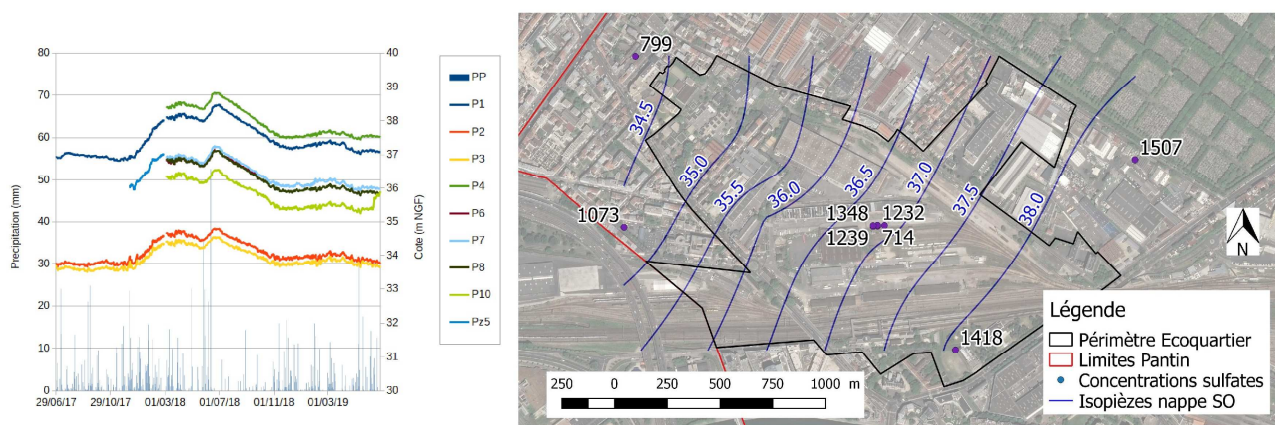 80
70
60
50
40
30
20
10
0
Precipitation (mm)
29/06/17 29/10/17 01/03/18 01/07/18 01/11/18 01/03/19
40
39
38
37
36
35
34
33
32
31
30
Cote (m NGF)
PP
P1
P2
P3
P4
P6
P7
P8
P10
Pz5
799
34.5
35.0
35.5
36.0
36.5
37.0
37.5
38.0
1507
1073
1348 1232
1239 714
1418
N
250 0 250 500 750 1000 m
Légende
Périmètre Ecoquartier
Limites Pantin
Concentrations sulfates
Isopièzes nappe SO